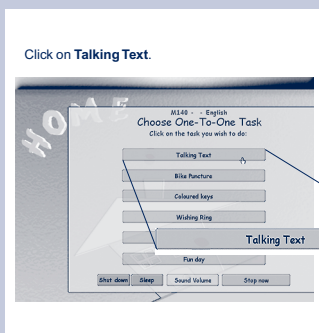 Click on Talking Text.
HOME
M140 - - English
Choose One-To-One Task
Click on the task you wish to do:
Talking Text
Bike Puncture
Coloured keys
Wishing Ring
Talking Text
Fun day
Shut down Sleep Sound Volume Stop now